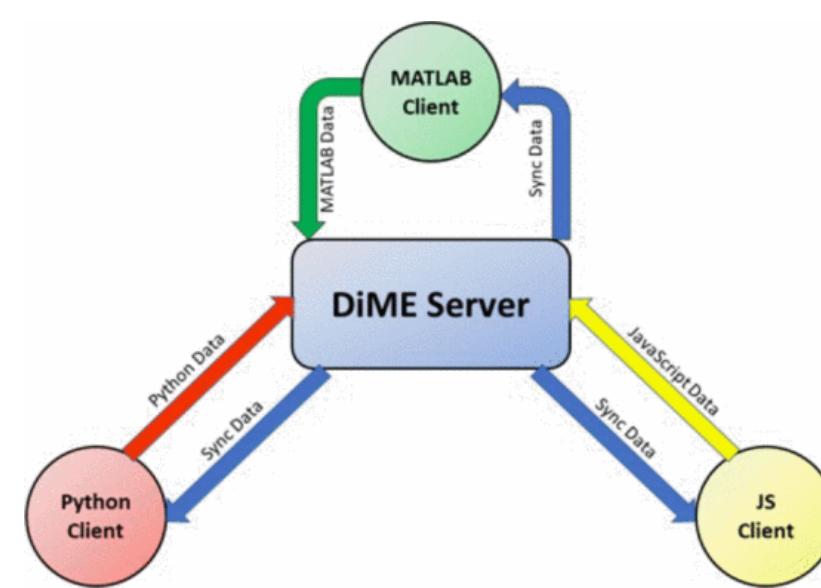 MATLAB
Client
MATLAB Data
Sync Data
DiME Server
Python Data
Sync Data
JavaScript Data
Sync Data
Python
Client
JS
Client